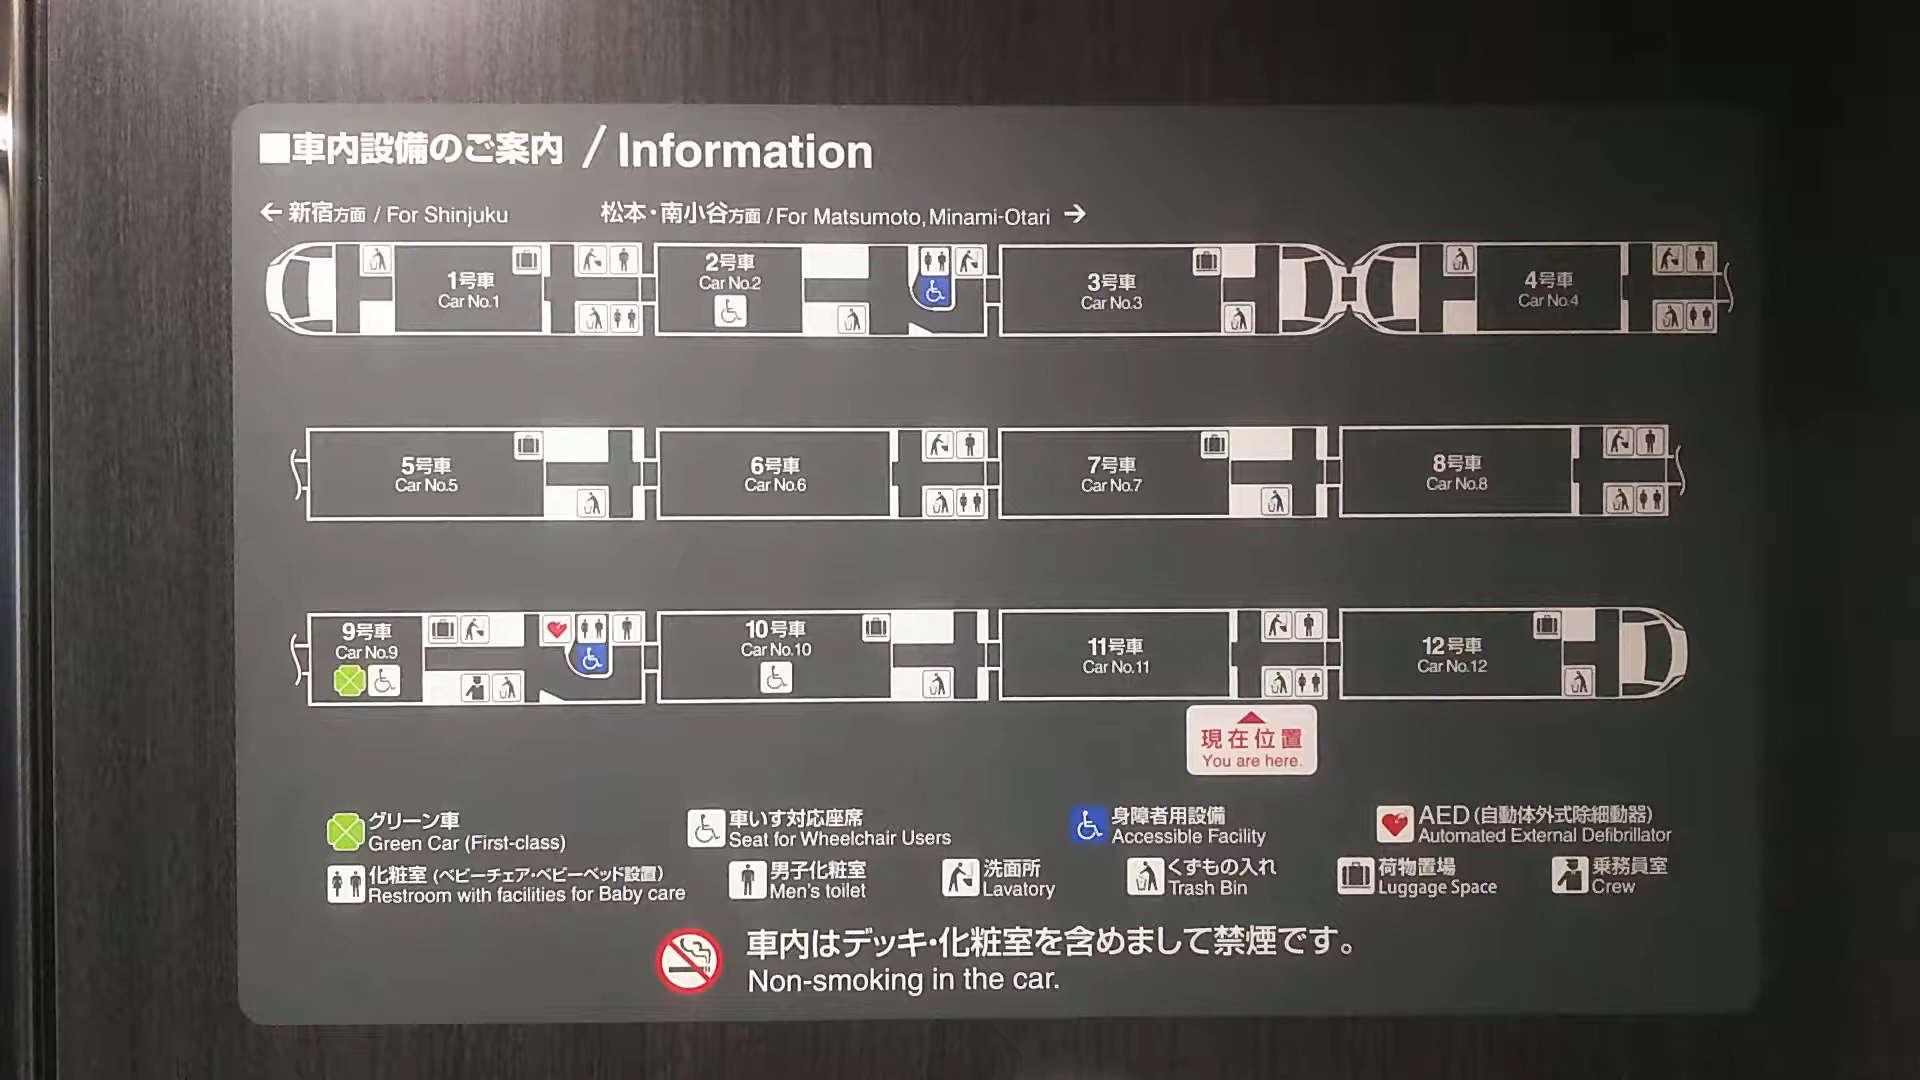 ■車内設備のご案内 / Information
← 新宿方面 / For Shinjuku 松本・南小谷方面 / For Matsumoto, Minami-Otari →
1号車
Car No.1
2号車
Car No.2
3号車
Car No.3
4号車
Car No.4
5号車
Car No.5
6号車
Car No.6
7号車
Car No.7
8号車
Car No.8
9号車
Car No.9
10号車
Car No.10
11号車
Car No.11
12号車
Car No.12
現在位置
You are here.
グリーン車
Green Car (First-class)
車いす対応座席
Seat for Wheelchair Users
身障者用設備
Accessible Facility
AED (自動体外式除細動器)
Automated External Defibrillator
化粧室 (ベビーチェア・ベビーベッド設置)
Restroom with facilities for Baby care
男子化粧室
Men's toilet
洗面所
Lavatory
くずもの入れ
Trash Bin
荷物置場
Luggage Space
乗務員室
Crew
車内はデッキ・化粧室を含めまして禁煙です。
Non-smoking in the car.